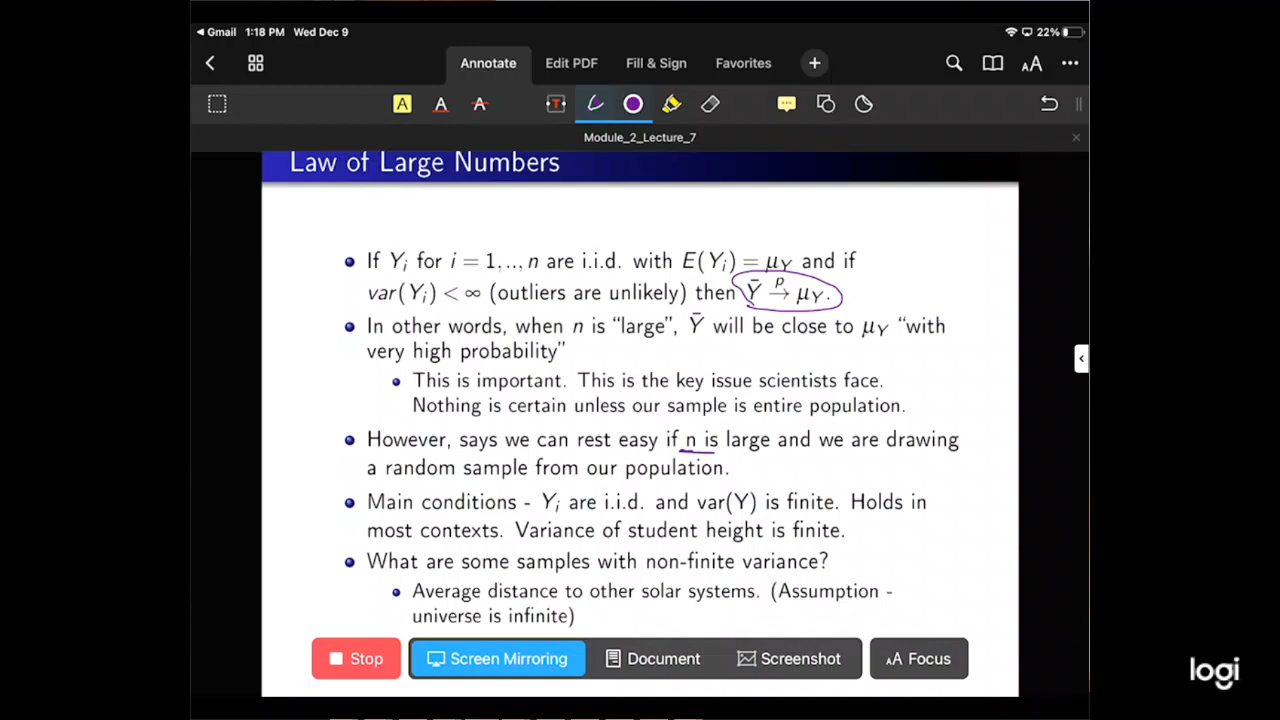 Gmail 1:18 PM Wed Dec 9 22%
Annotate Edit PDF Fill & Sign Favorites + AA
A A A T
Module_2_Lecture_7
Law of Large Numbers
If Yᵢ for i = 1,..,n are i.i.d. with E(Yᵢ) = μ_Y and if
var(Yᵢ) < ∞ (outliers are unlikely) then Ȳ →ᵖ μ_Y.
In other words, when n is “large”, Ȳ will be close to μ_Y “with
very high probability”
This is important. This is the key issue scientists face.
Nothing is certain unless our sample is entire population.
However, says we can rest easy if n is large and we are drawing
a random sample from our population.
Main conditions - Yᵢ are i.i.d. and var(Y) is finite. Holds in
most contexts. Variance of student height is finite.
What are some samples with non-finite variance?
Average distance to other solar systems. (Assumption -
universe is infinite)
Stop Screen Mirroring Document Screenshot AA Focus
logi